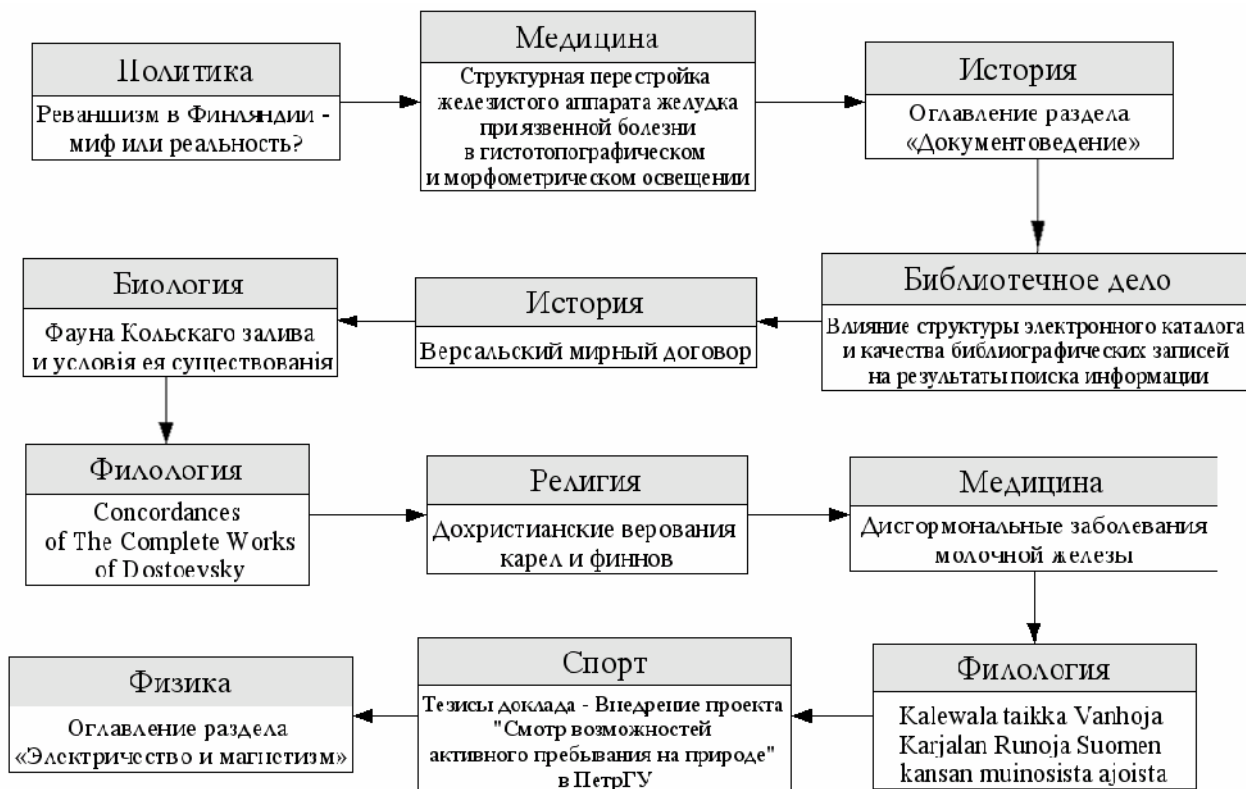 Политика
Реваншизм в Финляндии -
миф или реальность?
Медицина
Структурная перестройка
железистого аппарата желудка
при язвенной болезни
в гистотопографическом
и морфометрическом освещении
История
Оглавление раздела
«Документоведение»
Библиотечное дело
Влияние структуры электронного каталога
и качества библиографических записей
на результаты поиска информации
История
Версальский мирный договор
Биология
Фауна Кольскаго залива
и условія ея существованія
Филология
Concordances
of The Complete Works
of Dostoevsky
Религия
Дохристианские верования
карел и финнов
Медицина
Дисгормональные заболевания
молочной железы
Филология
Kalewala taikka Vanhoja
Karjalan Runoja Suomen
kansan muinosista ajoista
Спорт
Тезисы доклада - Внедрение проекта
"Смотр возможностей
активного пребывания на природе"
в ПетрГУ
Физика
Оглавление раздела
«Электричество и магнетизм»